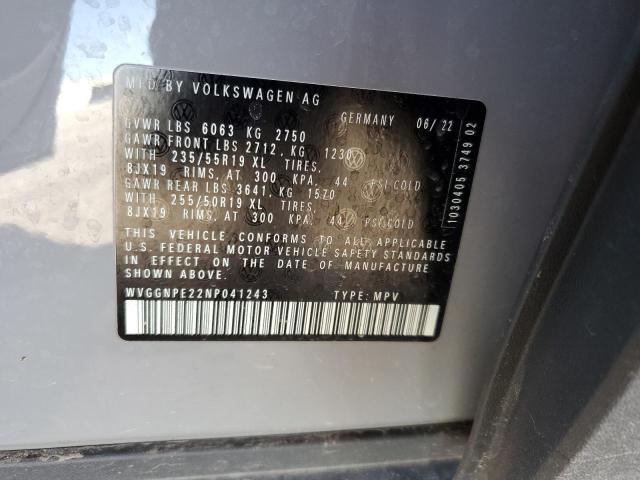 MFD BY VOLKSWAGEN AG
GERMANY 06/22
GVWR LBS 6063 KG 2750
GAWR FRONT LBS 2712, KG 1230
WITH 235/55R19 XL TIRES,
8JX19 RIMS, AT 300 KPA, 44 PSI COLD
GAWR REAR LBS 3641, KG 1570
WITH 255/50R19 XL TIRES,
8JX19 RIMS, AT 300 KPA, 44 PSI COLD
THIS VEHICLE CONFORMS TO ALL APPLICABLE
U.S. FEDERAL MOTOR VEHICLE SAFETY STANDARDS
IN EFFECT ON THE DATE OF MANUFACTURE
SHOWN ABOVE.
WVGGNPE22NP041243 TYPE: MPV
T030405 3749 02